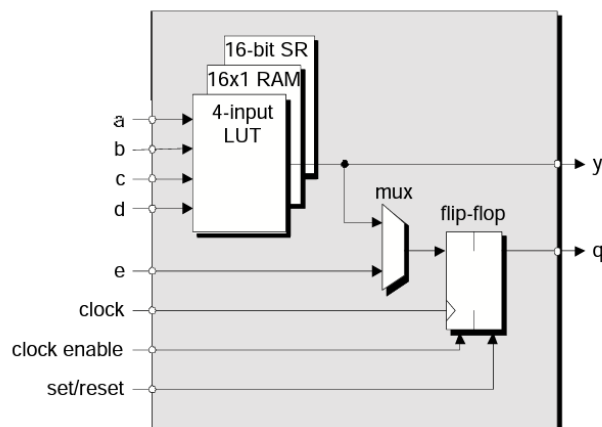 16-bit SR
16x1 RAM
4-input
LUT
a
b
c
d
y
mux
flip-flop
e
q
clock
clock enable
set/reset